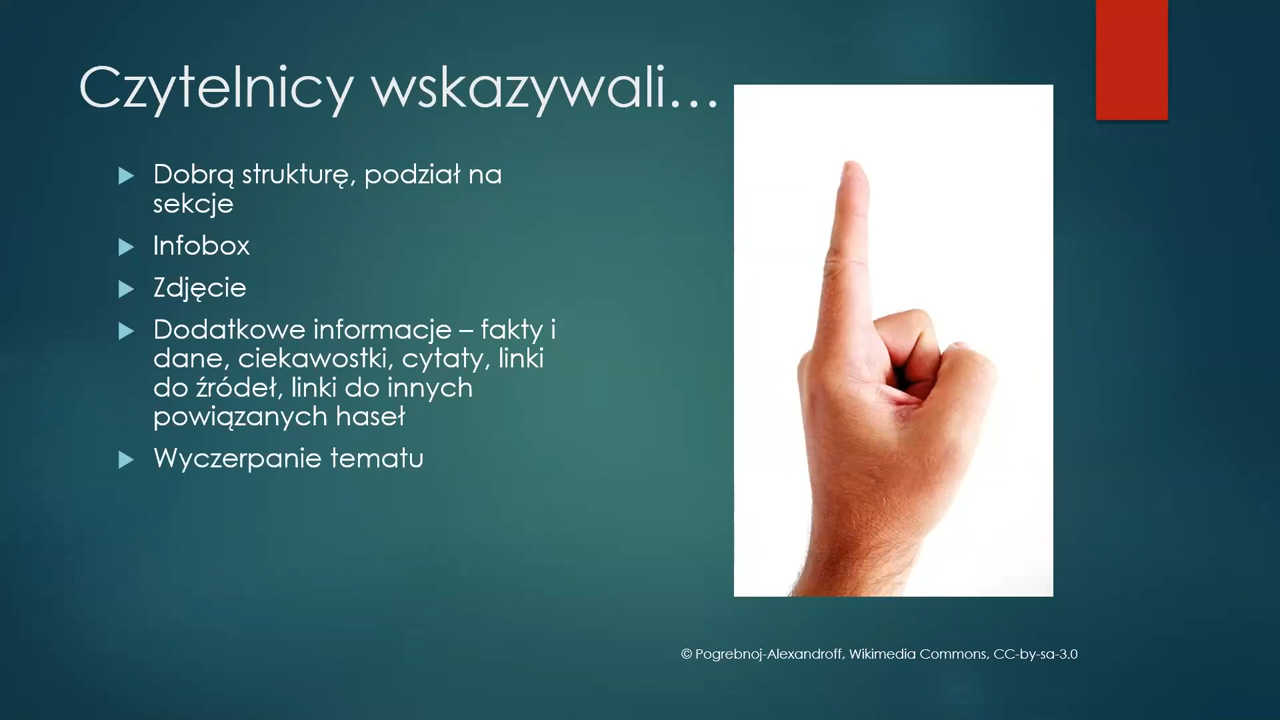 Czytelnicy wskazywali...
Dobrą strukturę, podział na
sekcje
Infobox
Zdjęcie
Dodatkowe informacje – fakty i
dane, ciekawostki, cytaty, linki
do źródeł, linki do innych
powiązanych haseł
Wyczerpanie tematu
© Pogrebnoj-Alexandroff, Wikimedia Commons, CC-by-sa-3.0